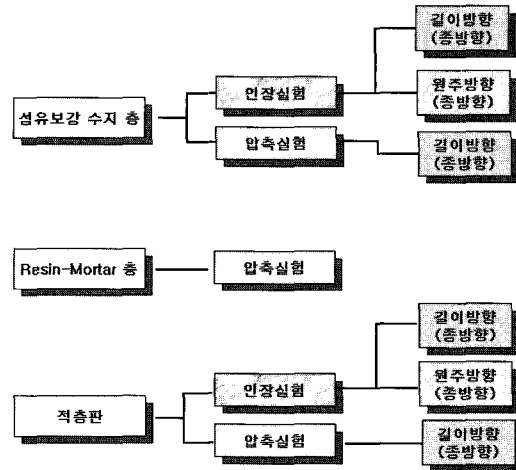 길이방향
(종방향)
인장실험
원주방향
(종방향)
섬유보강 수지 층
압축실험
길이방향
(종방향)
Resin-Mortar 층
압축실험
길이방향
(종방향)
인장실험
원주방향
(종방향)
적층판
압축실험
길이방향
(종방향)